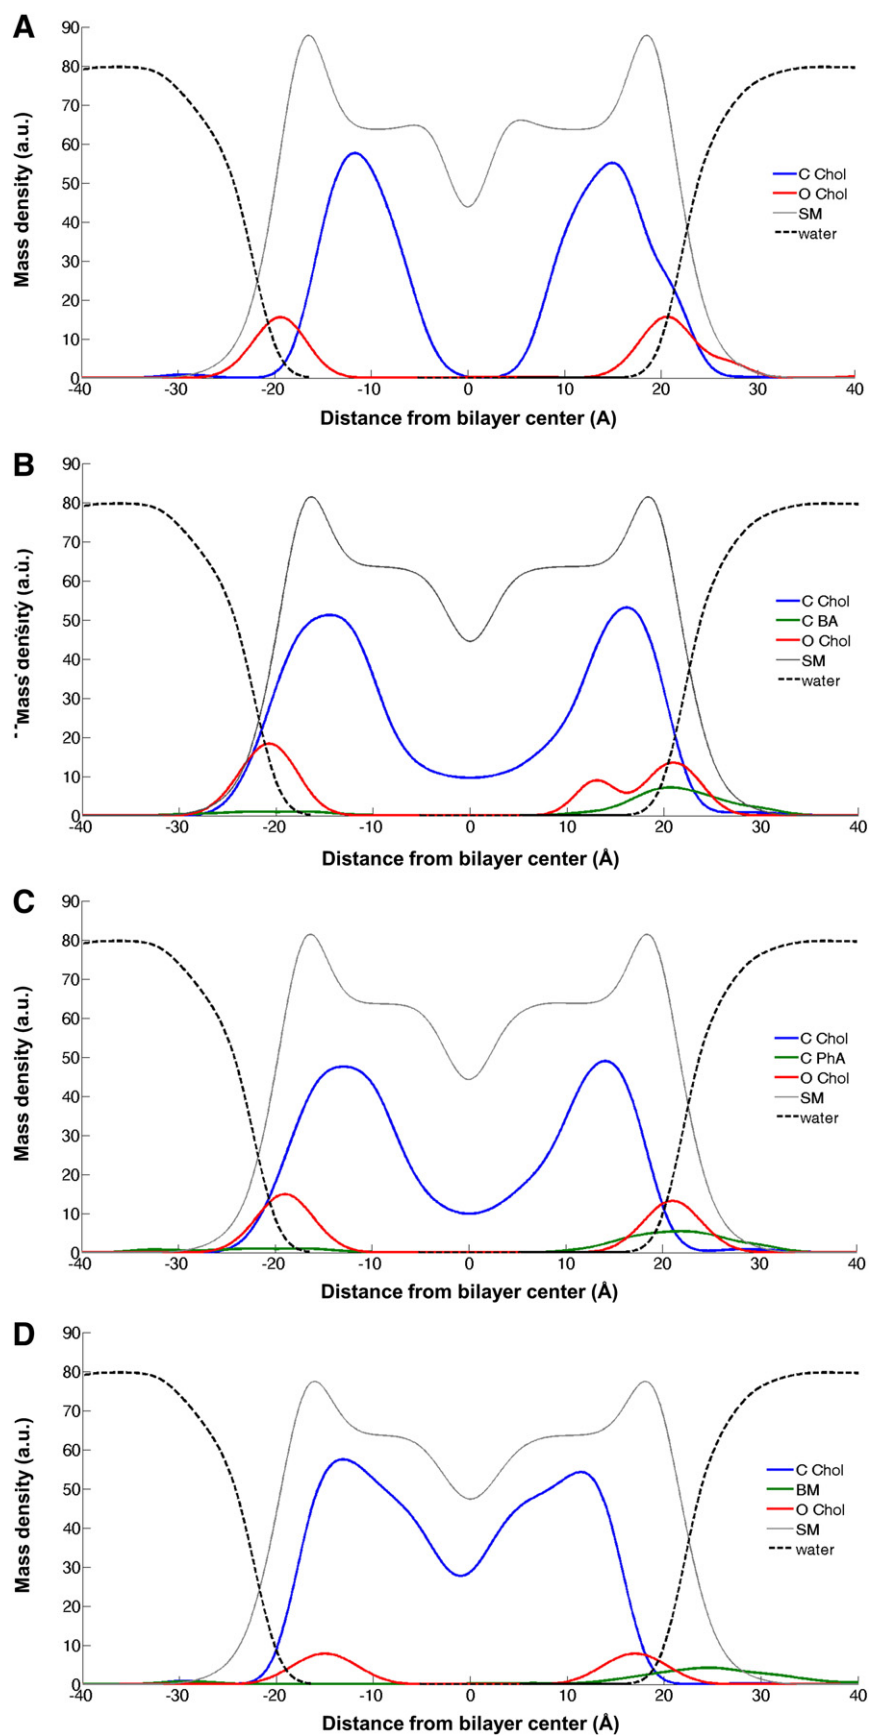 A
90
80
70
60
50
40
30
20
10
0
Mass density (a.u.)
C Chol
O Chol
SM
water
-40 -30 -20 -10 0 10 20 30 40
Distance from bilayer center (A)
B
90
80
70
60
50
40
30
20
10
0
Mass density (a.u.)
C Chol
C BA
O Chol
SM
water
-40 -30 -20 -10 0 10 20 30 40
Distance from bilayer center (Å)
C
90
80
70
60
50
40
30
20
10
0
Mass density (a.u.)
C Chol
C PhA
O Chol
SM
water
-40 -30 -20 -10 0 10 20 30 40
Distance from bilayer center (Å)
D
90
80
70
60
50
40
30
20
10
0
Mass density (a.u.)
C Chol
BM
O Chol
SM
water
-40 -30 -20 -10 0 10 20 30 40
Distance from bilayer center (Å)